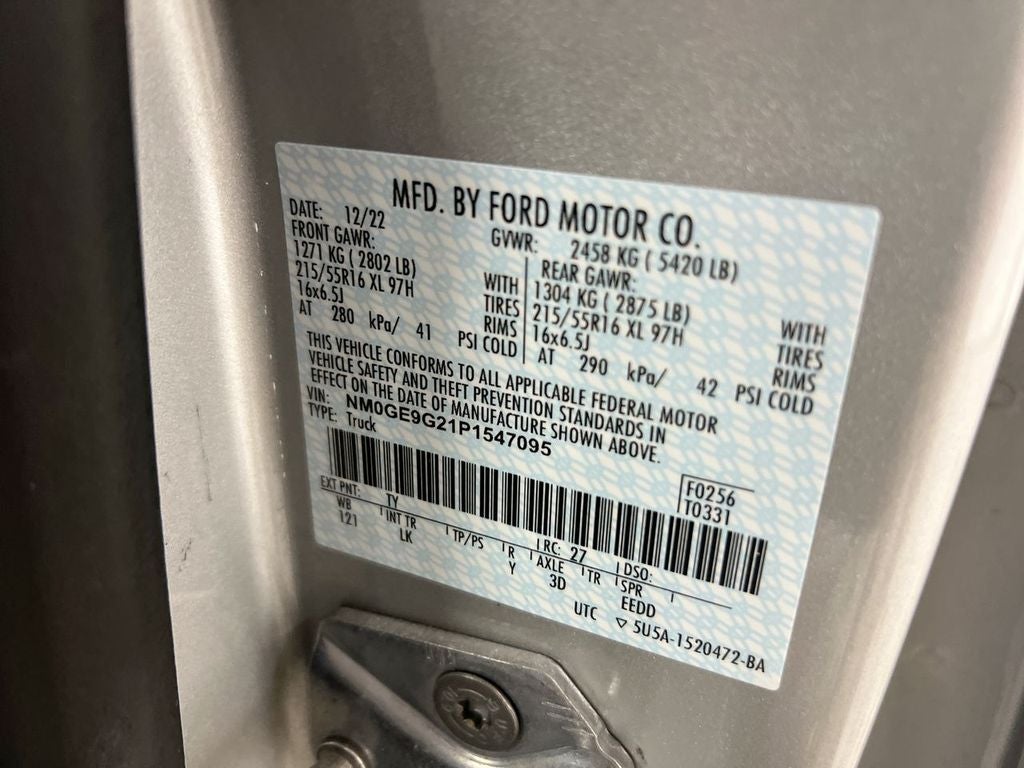 MFD. BY FORD MOTOR CO.
DATE: 12/22 GVWR: 2458 KG ( 5420 LB)
FRONT GAWR: REAR GAWR:
1271 KG ( 2802 LB) WITH 1304 KG ( 2875 LB) WITH
215/55R16 XL 97H TIRES 215/55R16 XL 97H TIRES
16x6.5J RIMS 16x6.5J RIMS
AT 280 kPa/ 41 PSI COLD AT 290 kPa/ 42 PSI COLD
THIS VEHICLE CONFORMS TO ALL APPLICABLE FEDERAL MOTOR
VEHICLE SAFETY AND THEFT PREVENTION STANDARDS IN
EFFECT ON THE DATE OF MANUFACTURE SHOWN ABOVE.
VIN: NM0GE9G21P1547095
TYPE: Truck
F0256
T0331
EXT PNT: TY RC: 27 DSO:
WB INT TR TP/PS R AXLE TR SPR
121 LK Y 3D EEDD
UTC ▽ 5U5A-1520472-BA